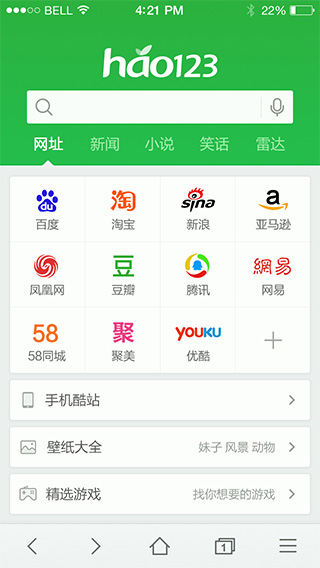 BELL 4:21 PM 22%
hao123
网址 新闻 小说 笑话 雷达
du 淘 sina a
百度 淘宝 新浪 亚马逊
豆 網易
凤凰网 豆瓣 腾讯 网易
58 聚 YOUKU
58同城 聚美 优酷
手机酷站
壁纸大全 妹子 风景 动物
精选游戏 找你想要的游戏
1